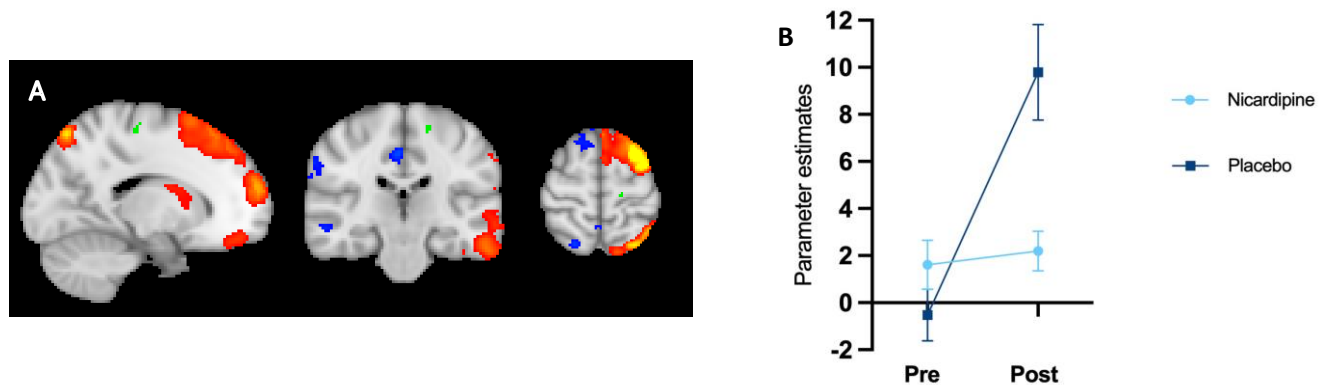 A
B
Parameter estimates
12
10
8
6
4
2
0
-2
Pre Post
Nicardipine
Placebo